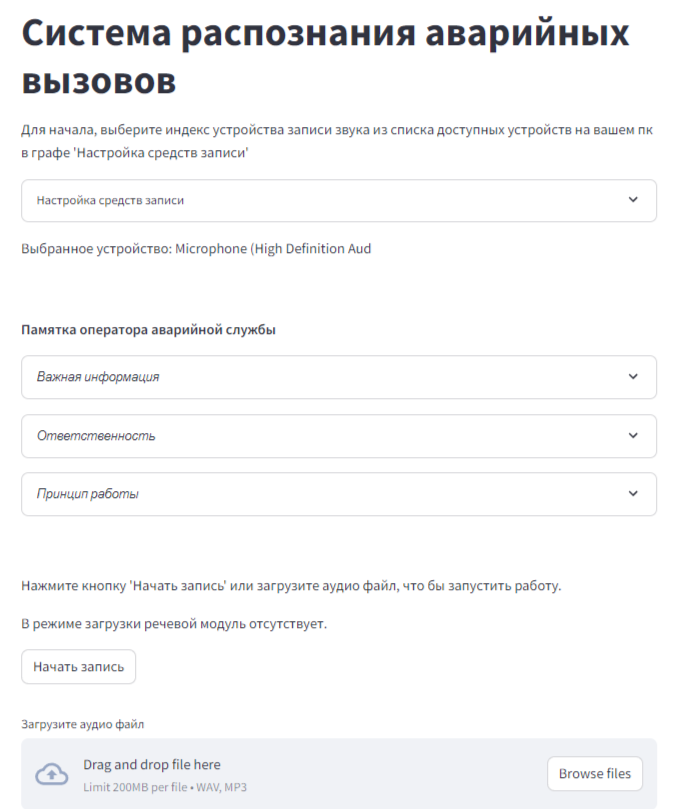 Система распознания аварийных
вызовов
Для начала, выберите индекс устройства записи звука из списка доступных устройств на вашем пк
в графе 'Настройка средств записи'
Настройка средств записи
Выбранное устройство: Microphone (High Definition Aud
Памятка оператора аварийной службы
Важная информация
Ответственность
Принцип работы
Нажмите кнопку 'Начать запись' или загрузите аудио файл, что бы запустить работу.
В режиме загрузки речевой модуль отсутствует.
Начать запись
Загрузите аудио файл
Drag and drop file here
Limit 200MB per file • WAV, MP3
Browse files